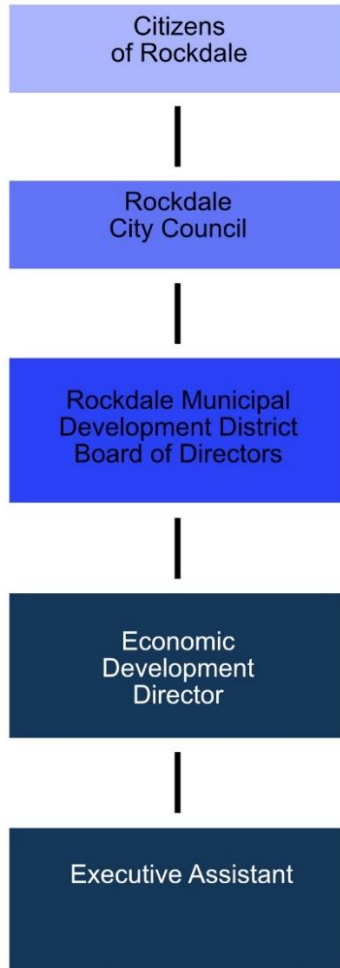 Citizens
of Rockdale
Rockdale
City Council
Rockdale Municipal
Development District
Board of Directors
Economic
Development
Director
Executive Assistant